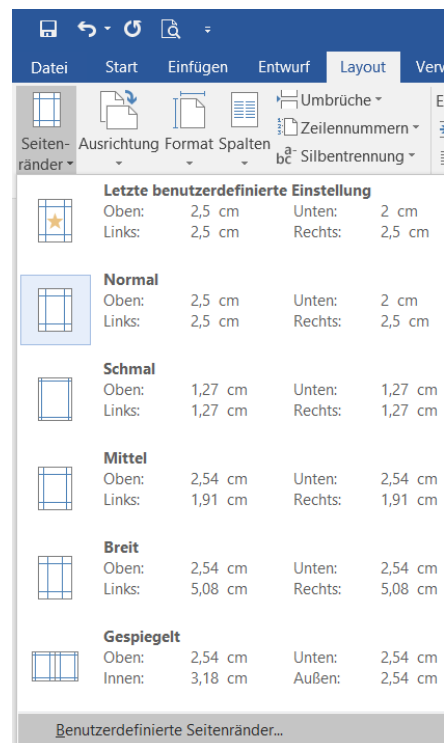 Datei Start Einfügen Entwurf Layout Verw
Seiten-
ränder
Ausrichtung Format Spalten
Umbrüche
Zeilennummern
Silbentrennung
Letzte benutzerdefinierte Einstellung
Oben: 2,5 cm Unten: 2 cm
Links: 2,5 cm Rechts: 2,5 cm
Normal
Oben: 2,5 cm Unten: 2 cm
Links: 2,5 cm Rechts: 2,5 cm
Schmal
Oben: 1,27 cm Unten: 1,27 cm
Links: 1,27 cm Rechts: 1,27 cm
Mittel
Oben: 2,54 cm Unten: 2,54 cm
Links: 1,91 cm Rechts: 1,91 cm
Breit
Oben: 2,54 cm Unten: 2,54 cm
Links: 5,08 cm Rechts: 5,08 cm
Gespiegelt
Oben: 2,54 cm Unten: 2,54 cm
Innen: 3,18 cm Außen: 2,54 cm
Benutzerdefinierte Seitenränder...